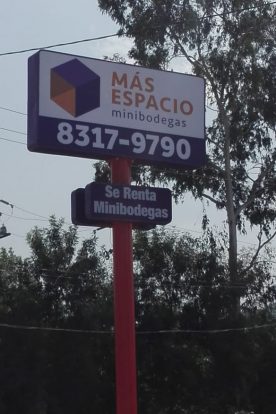 MÁS
ESPACIO
minibodegas
8317-9790
Se Renta
Minibodegas